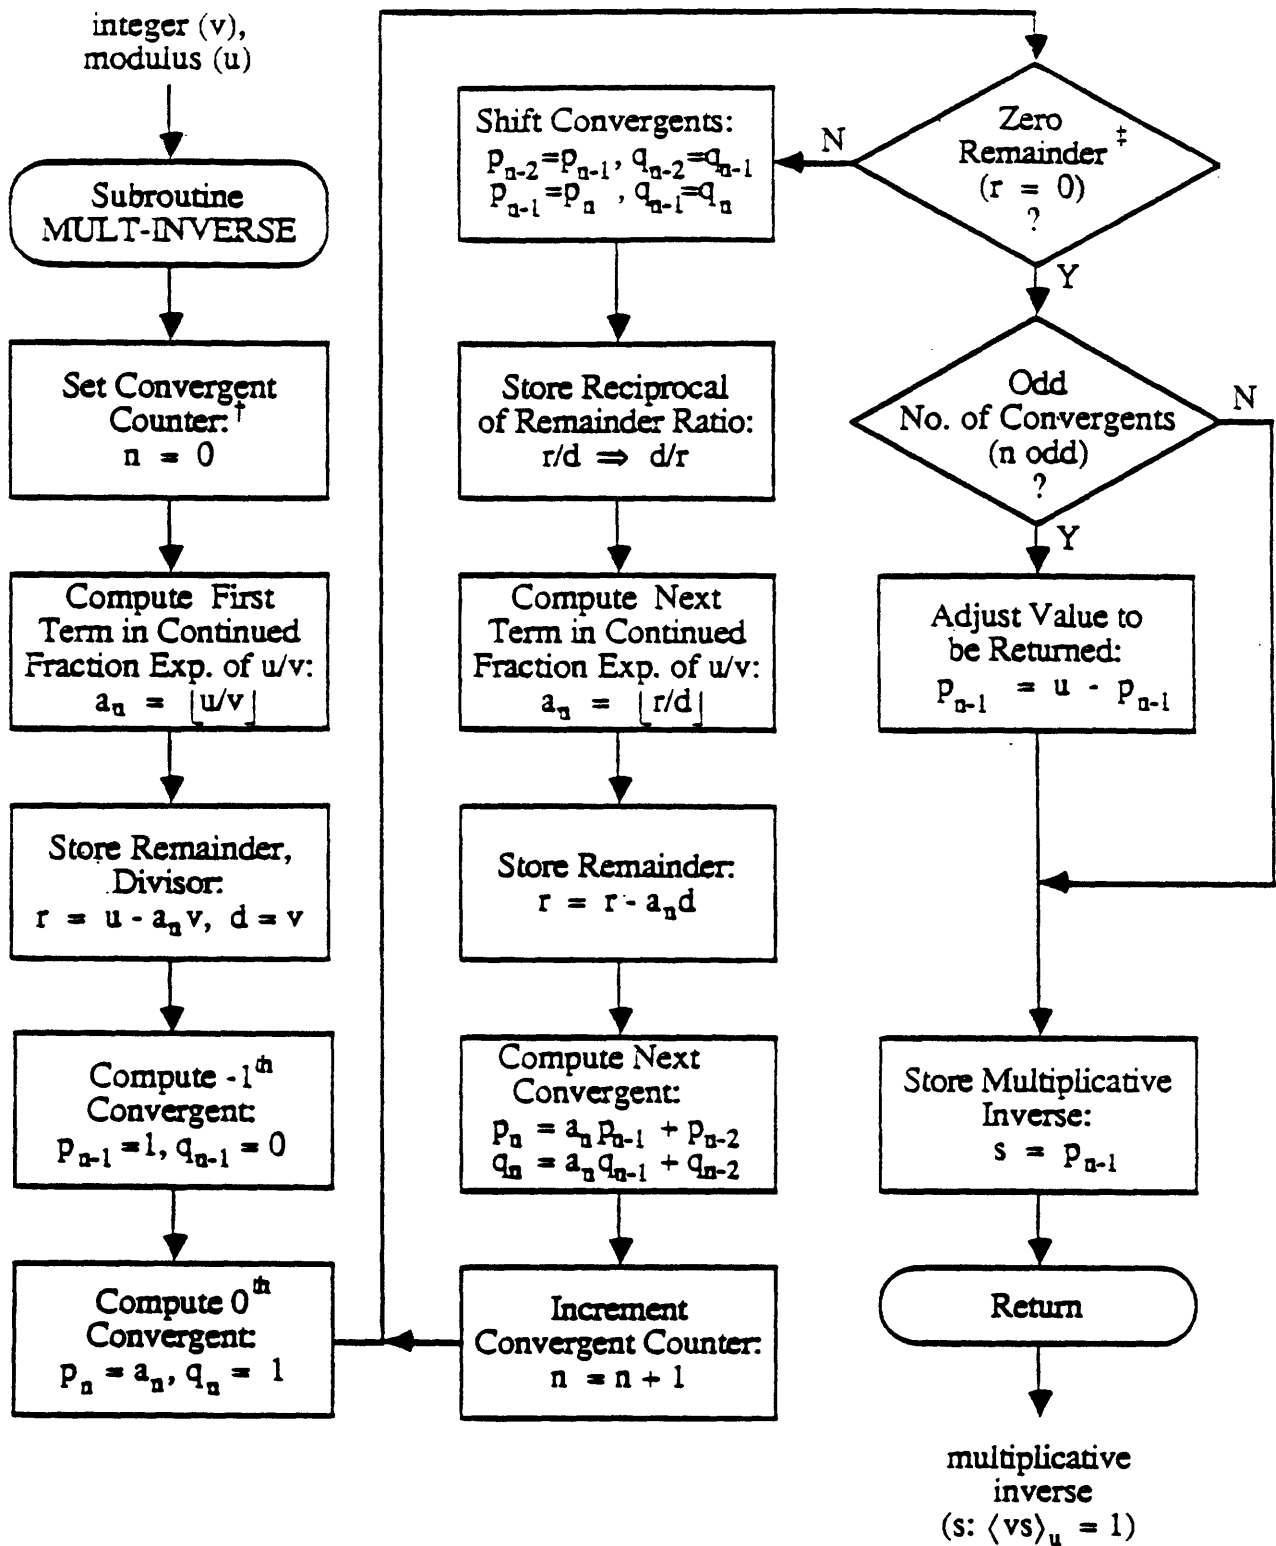 integer (v),
modulus (u)
Subroutine
MULT-INVERSE
Set Convergent
Counter:†
n = 0
Compute First
Term in Continued
Fraction Exp. of u/v:
aₙ = ⌊u/v⌋
Store Remainder,
Divisor:
r = u - aₙv, d = v
Compute -1ᵗʰ
Convergent:
pₙ₋₁ =1, qₙ₋₁ = 0
Compute 0ᵗʰ
Convergent:
pₙ = aₙ, qₙ = 1
Shift Convergents:
pₙ₋₂=pₙ₋₁, qₙ₋₂=qₙ₋₁
pₙ₋₁=pₙ , qₙ₋₁=qₙ
Store Reciprocal
of Remainder Ratio:
r/d ⇒ d/r
Compute Next
Term in Continued
Fraction Exp. of u/v:
aₙ = ⌊r/d⌋
Store Remainder:
r = r - aₙd
Compute Next
Convergent:
pₙ = aₙpₙ₋₁ + pₙ₋₂
qₙ = aₙqₙ₋₁ + qₙ₋₂
Increment
Convergent Counter:
n = n + 1
Zero
Remainder ‡
(r = 0)
?
N
Y
Odd
No. of Convergents
(n odd)
?
N
Y
Adjust Value to
be Returned:
pₙ₋₁ = u - pₙ₋₁
Store Multiplicative
Inverse:
s = pₙ₋₁
Return
multiplicative
inverse
(s: ⟨vs⟩ᵤ = 1)